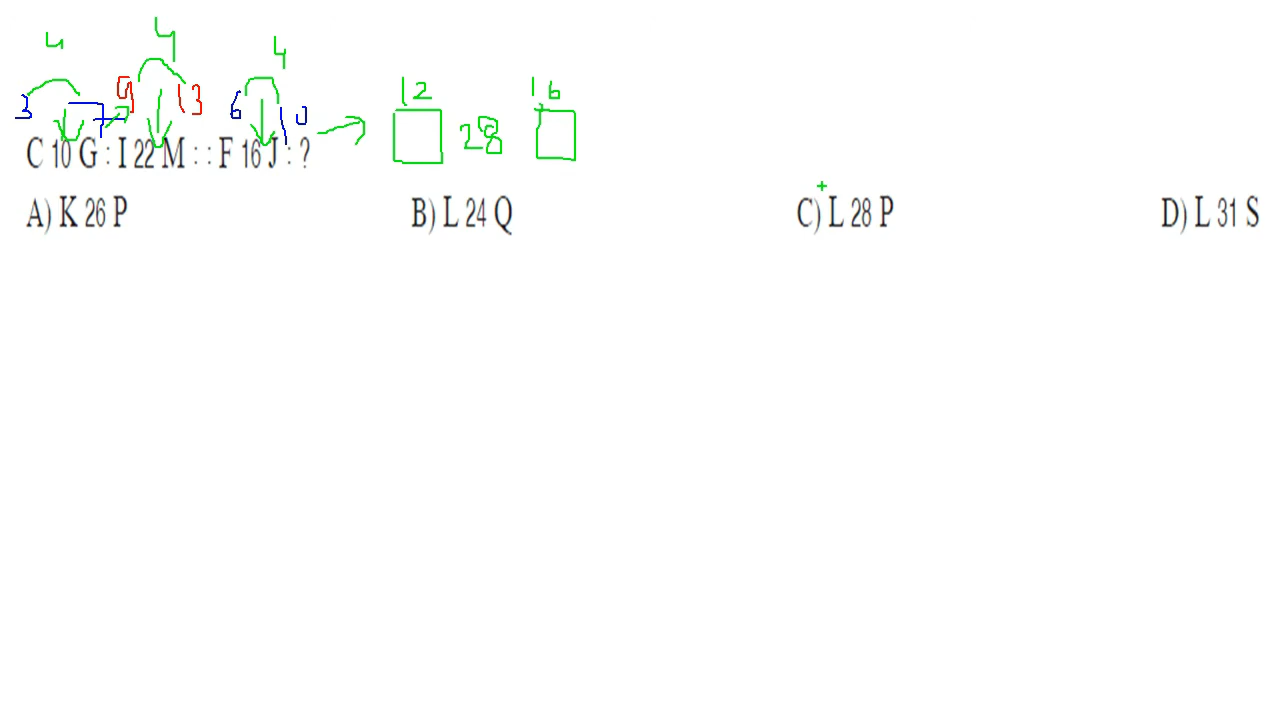 4 4 4
3 7 9 13 6 10 12 16
28
C 10 G : I 22 M : : F 16 J : ?
A) K 26 P B) L 24 Q C) L 28 P D) L 31 S